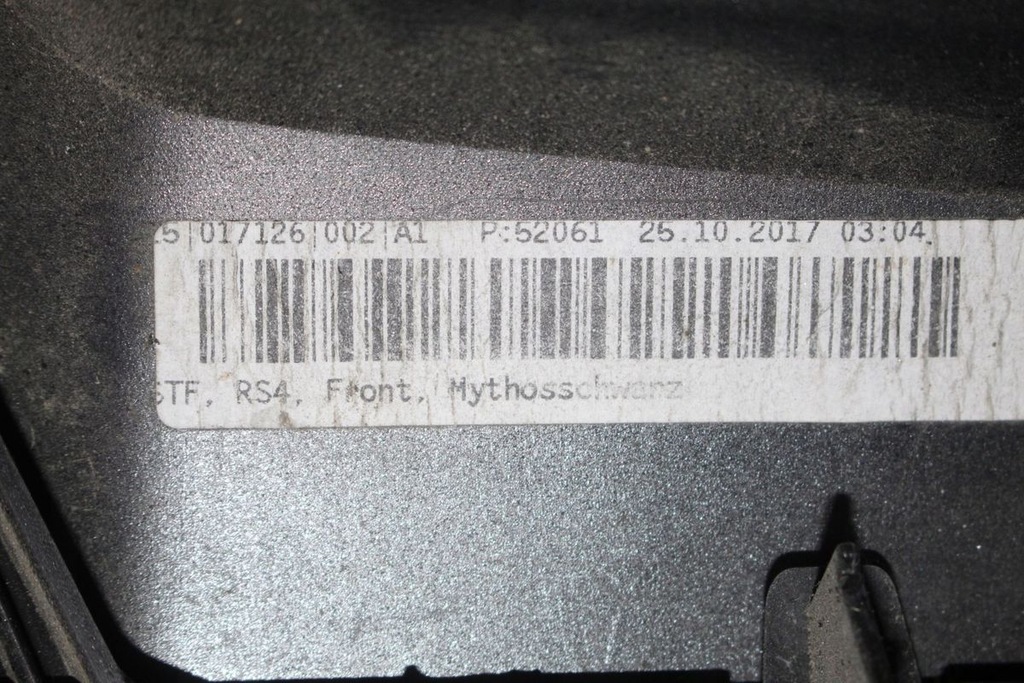 .5|017126|002|A1 P:52061 25.10.2017 03:04
STF, RS4, Front, Mythosschwarz